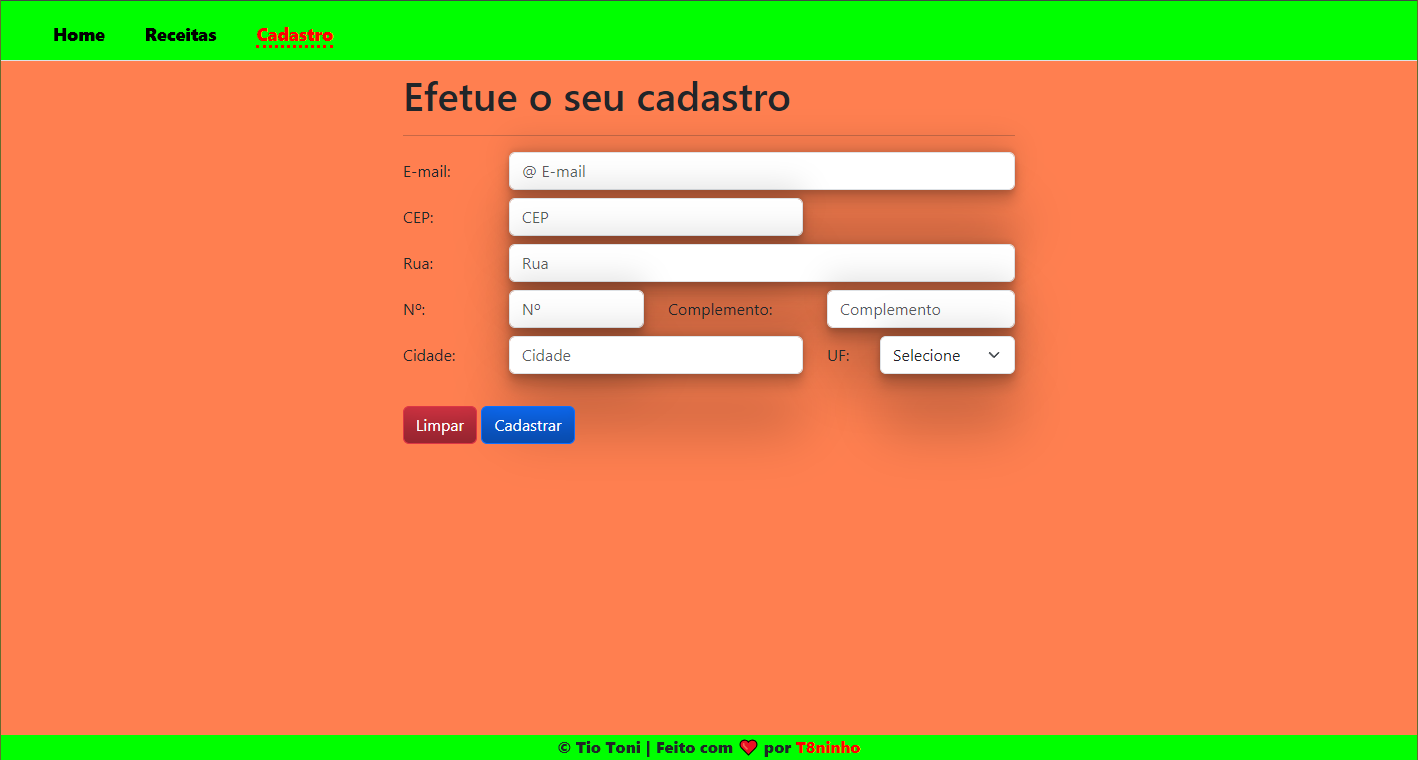 Home Receitas Cadastro
Efetue o seu cadastro
E-mail: @ E-mail
CEP: CEP
Rua: Rua
Nº: Nº Complemento: Complemento
Cidade: Cidade UF: Selecione
Limpar Cadastrar
© Tio Toni | Feito com ❤️ por T8ninho